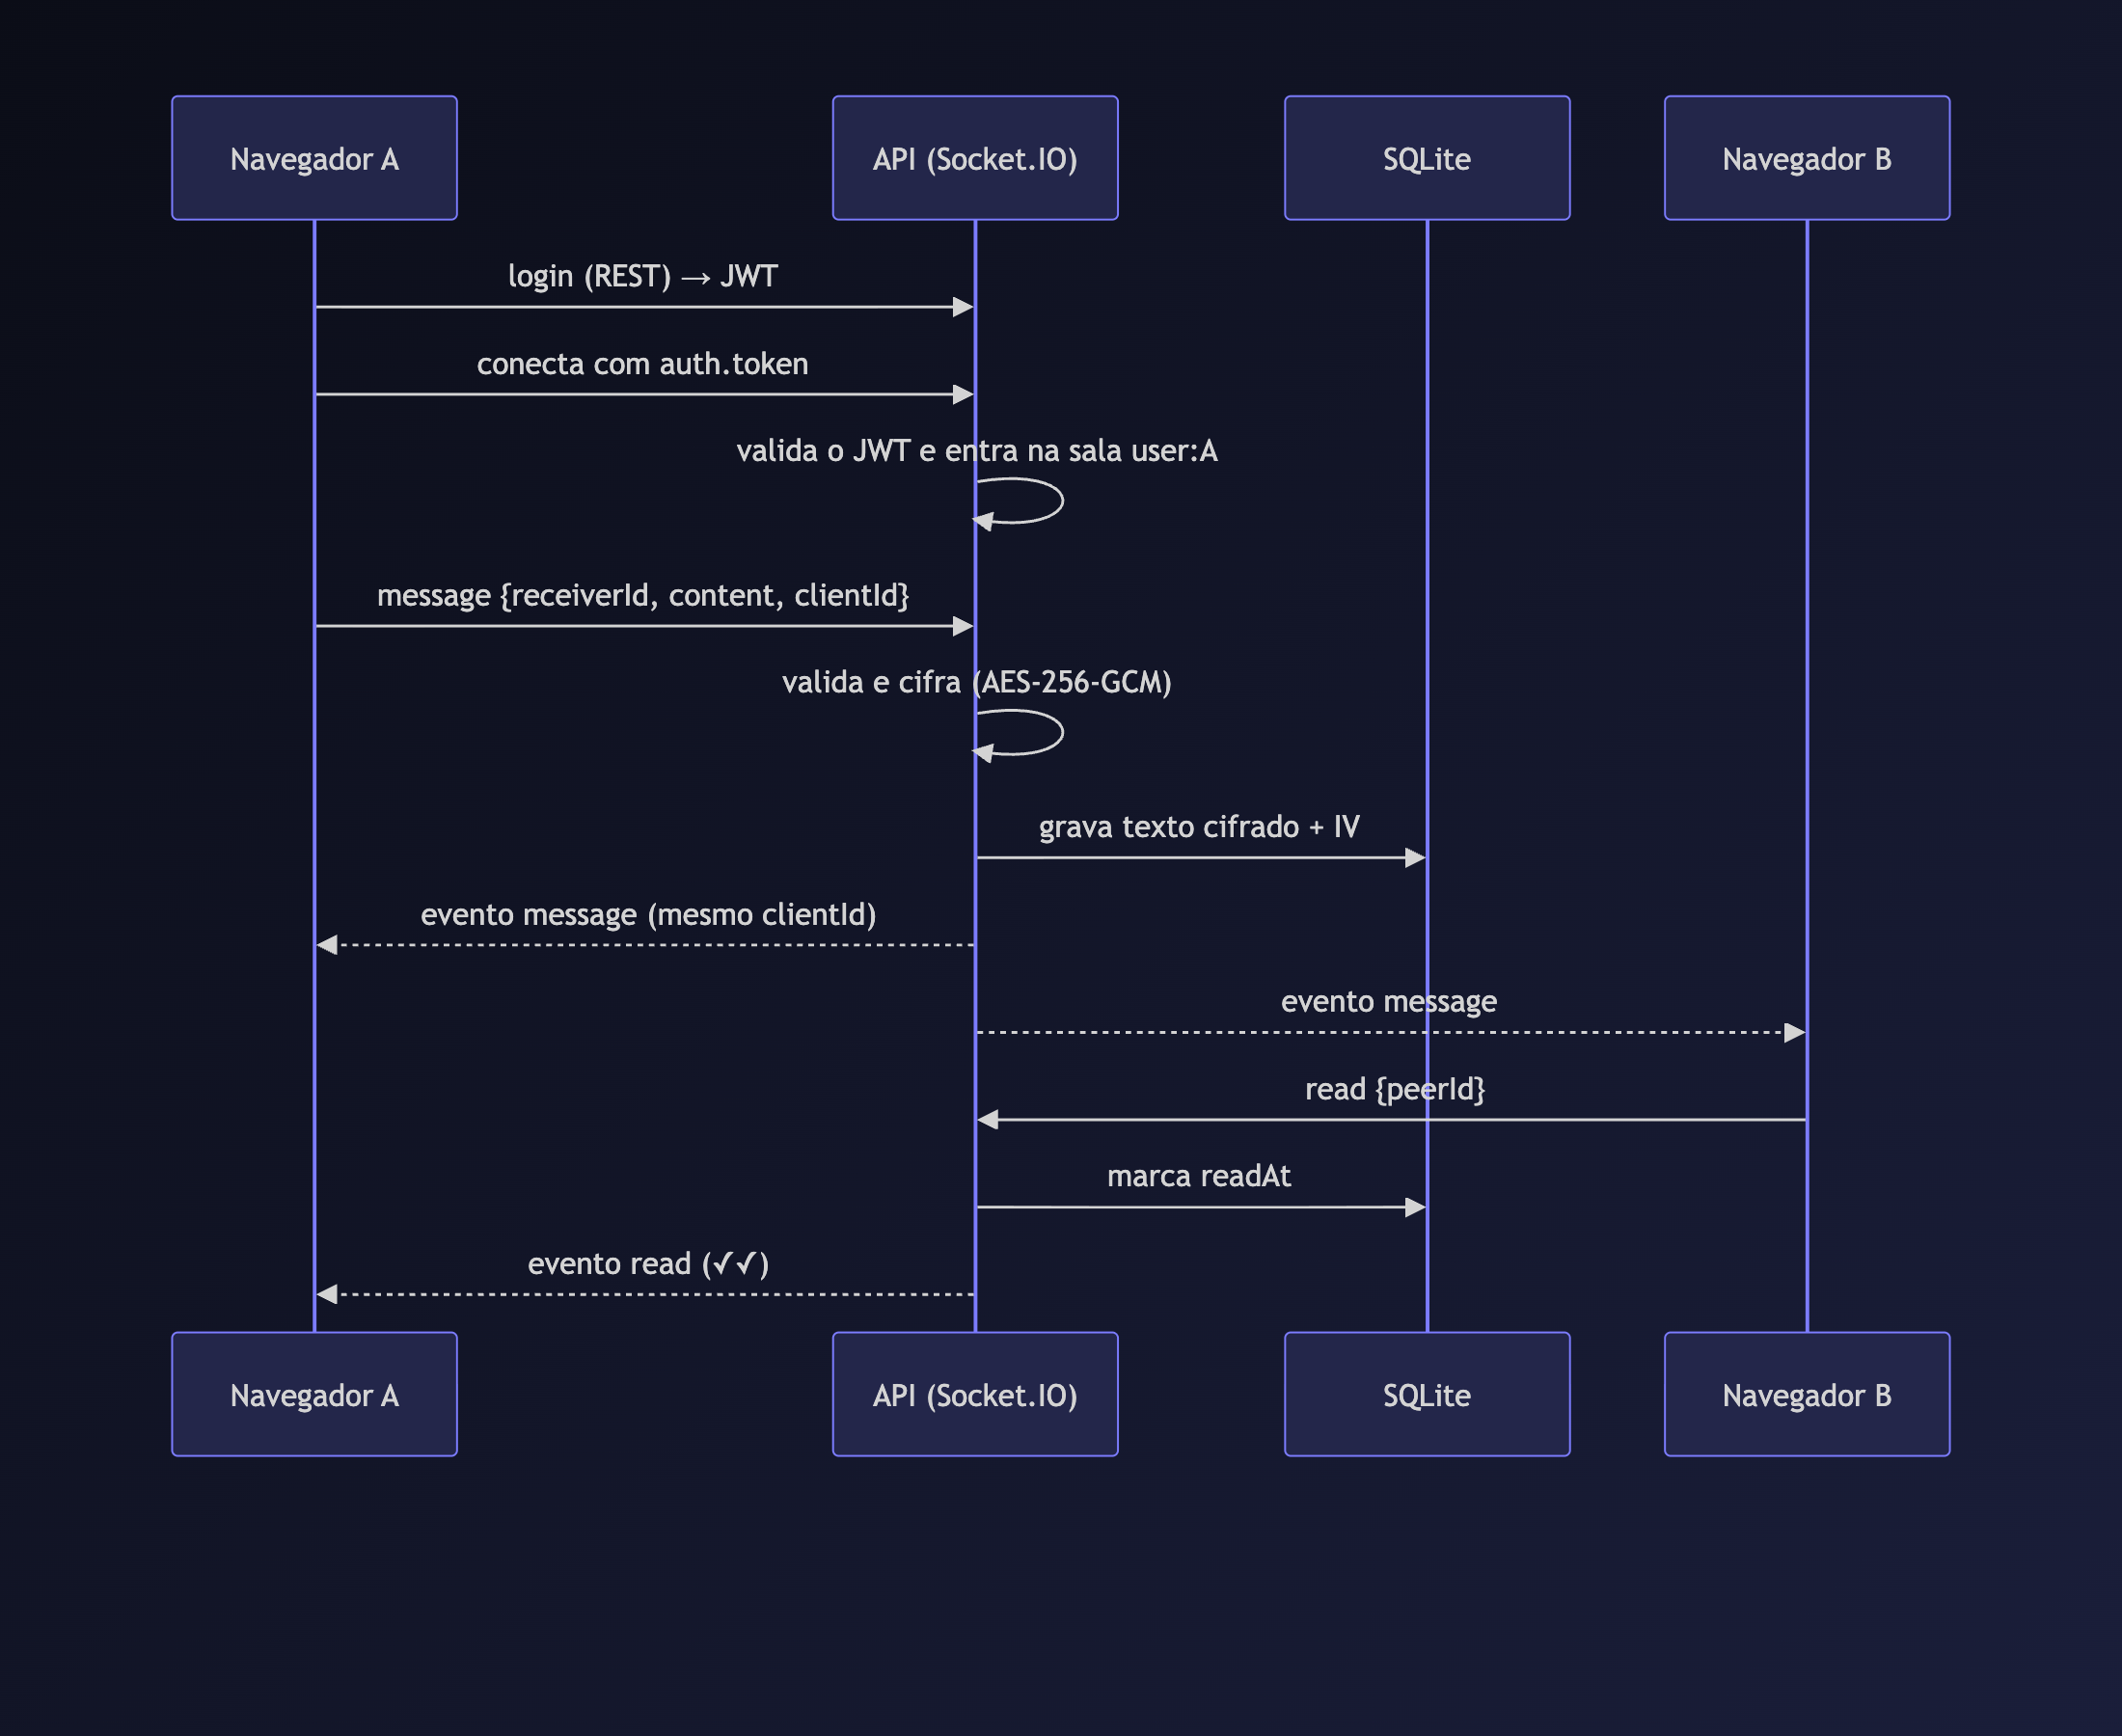 Navegador A
API (Socket.IO)
SQLite
Navegador B
login (REST) → JWT
conecta com auth.token
valida o JWT e entra na sala user:A
message {receiverId, content, clientId}
valida e cifra (AES-256-GCM)
grava texto cifrado + IV
evento message (mesmo clientId)
evento message
read {peerId}
marca readAt
evento read (✓✓)
Navegador A
API (Socket.IO)
SQLite
Navegador B